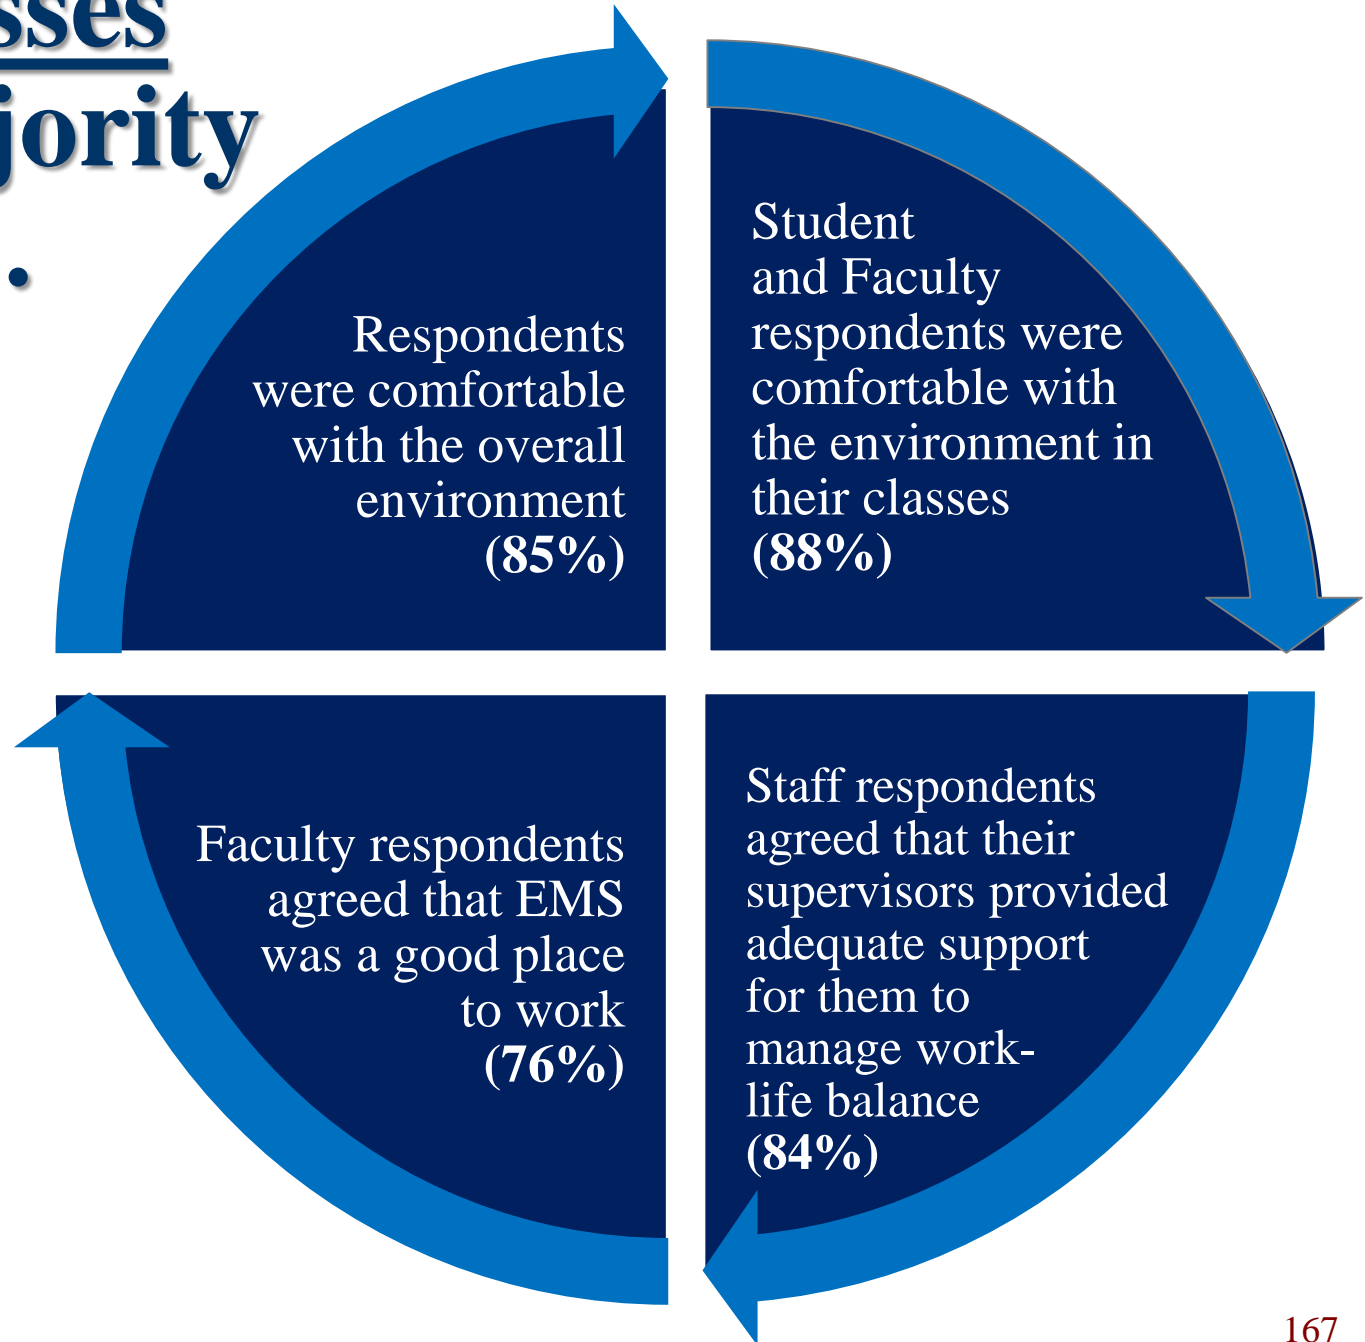 sses
jority
.
Respondents
were comfortable
with the overall
environment
(85%)
Student
and Faculty
respondents were
comfortable with
the environment in
their classes
(88%)
Faculty respondents
agreed that EMS
was a good place
to work
(76%)
Staff respondents
agreed that their
supervisors provided
adequate support
for them to
manage work-
life balance
(84%)
167